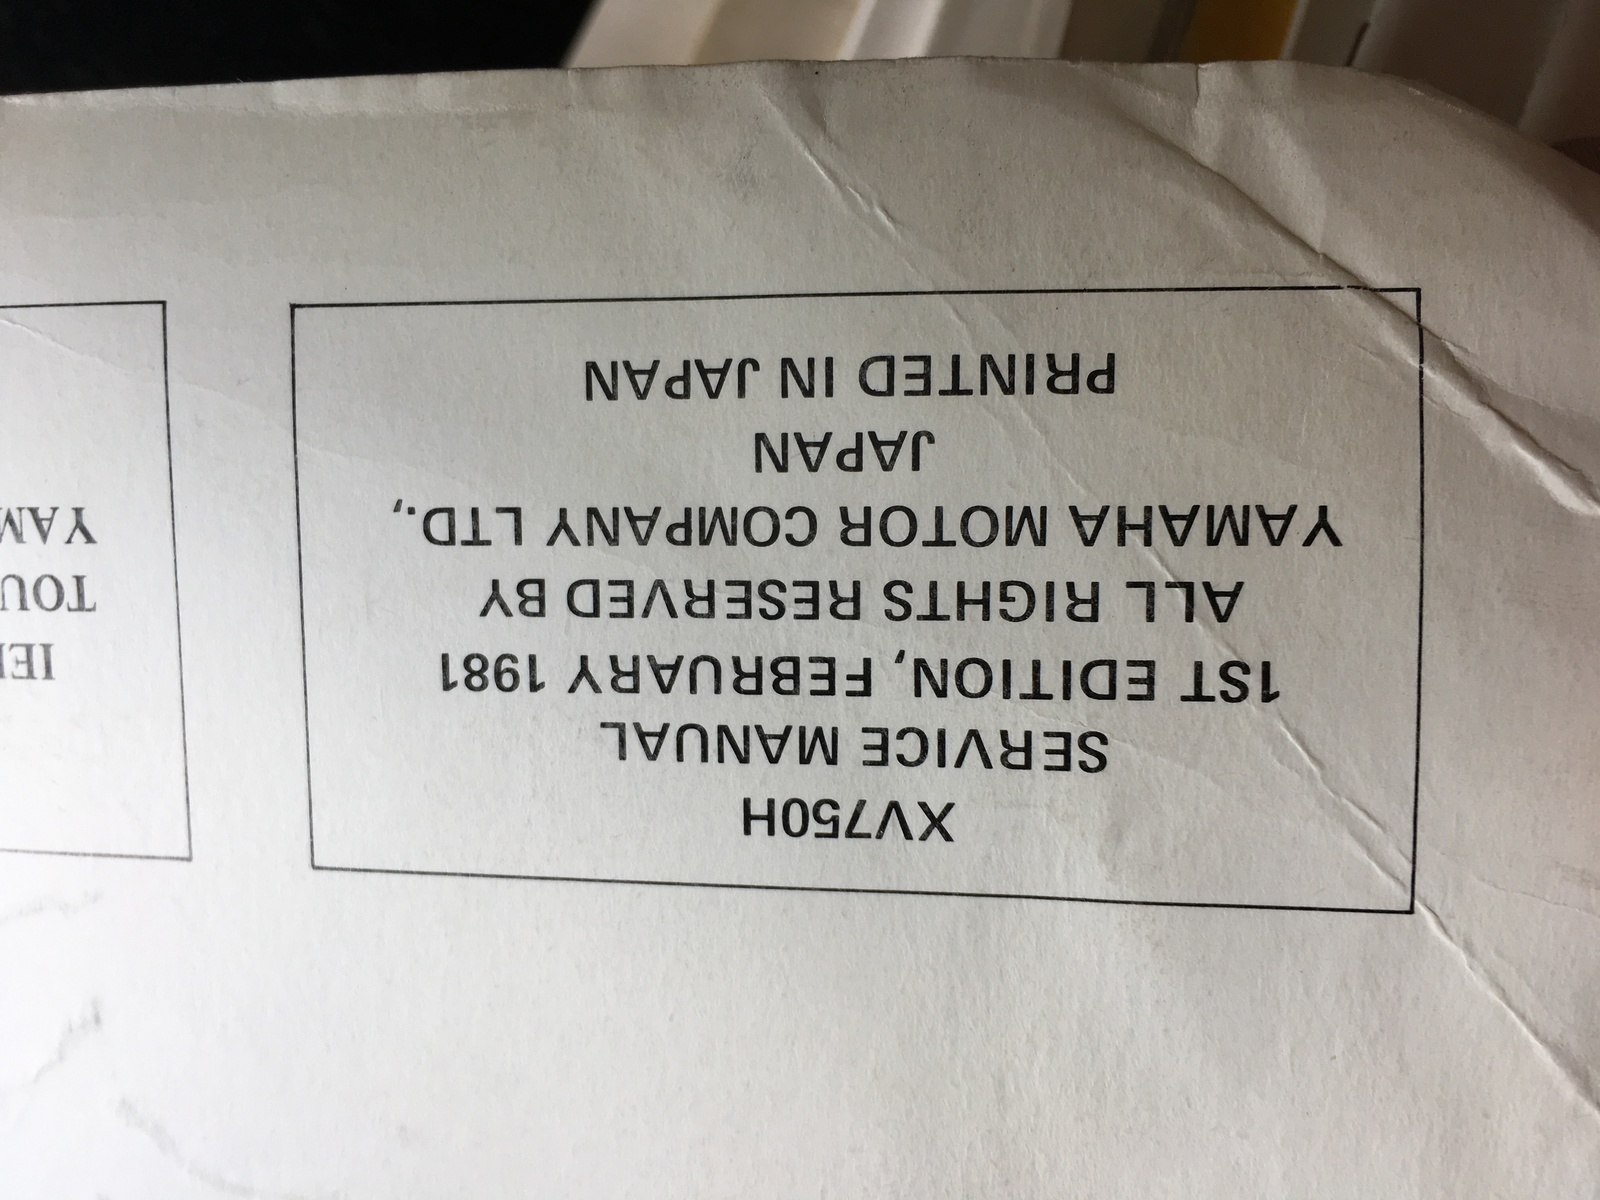 XV750H
SERVICE MANUAL
1ST EDITION, FEBRUARY 1981
ALL RIGHTS RESERVED BY
YAMAHA MOTOR COMPANY LTD.,
JAPAN
PRINTED IN JAPAN